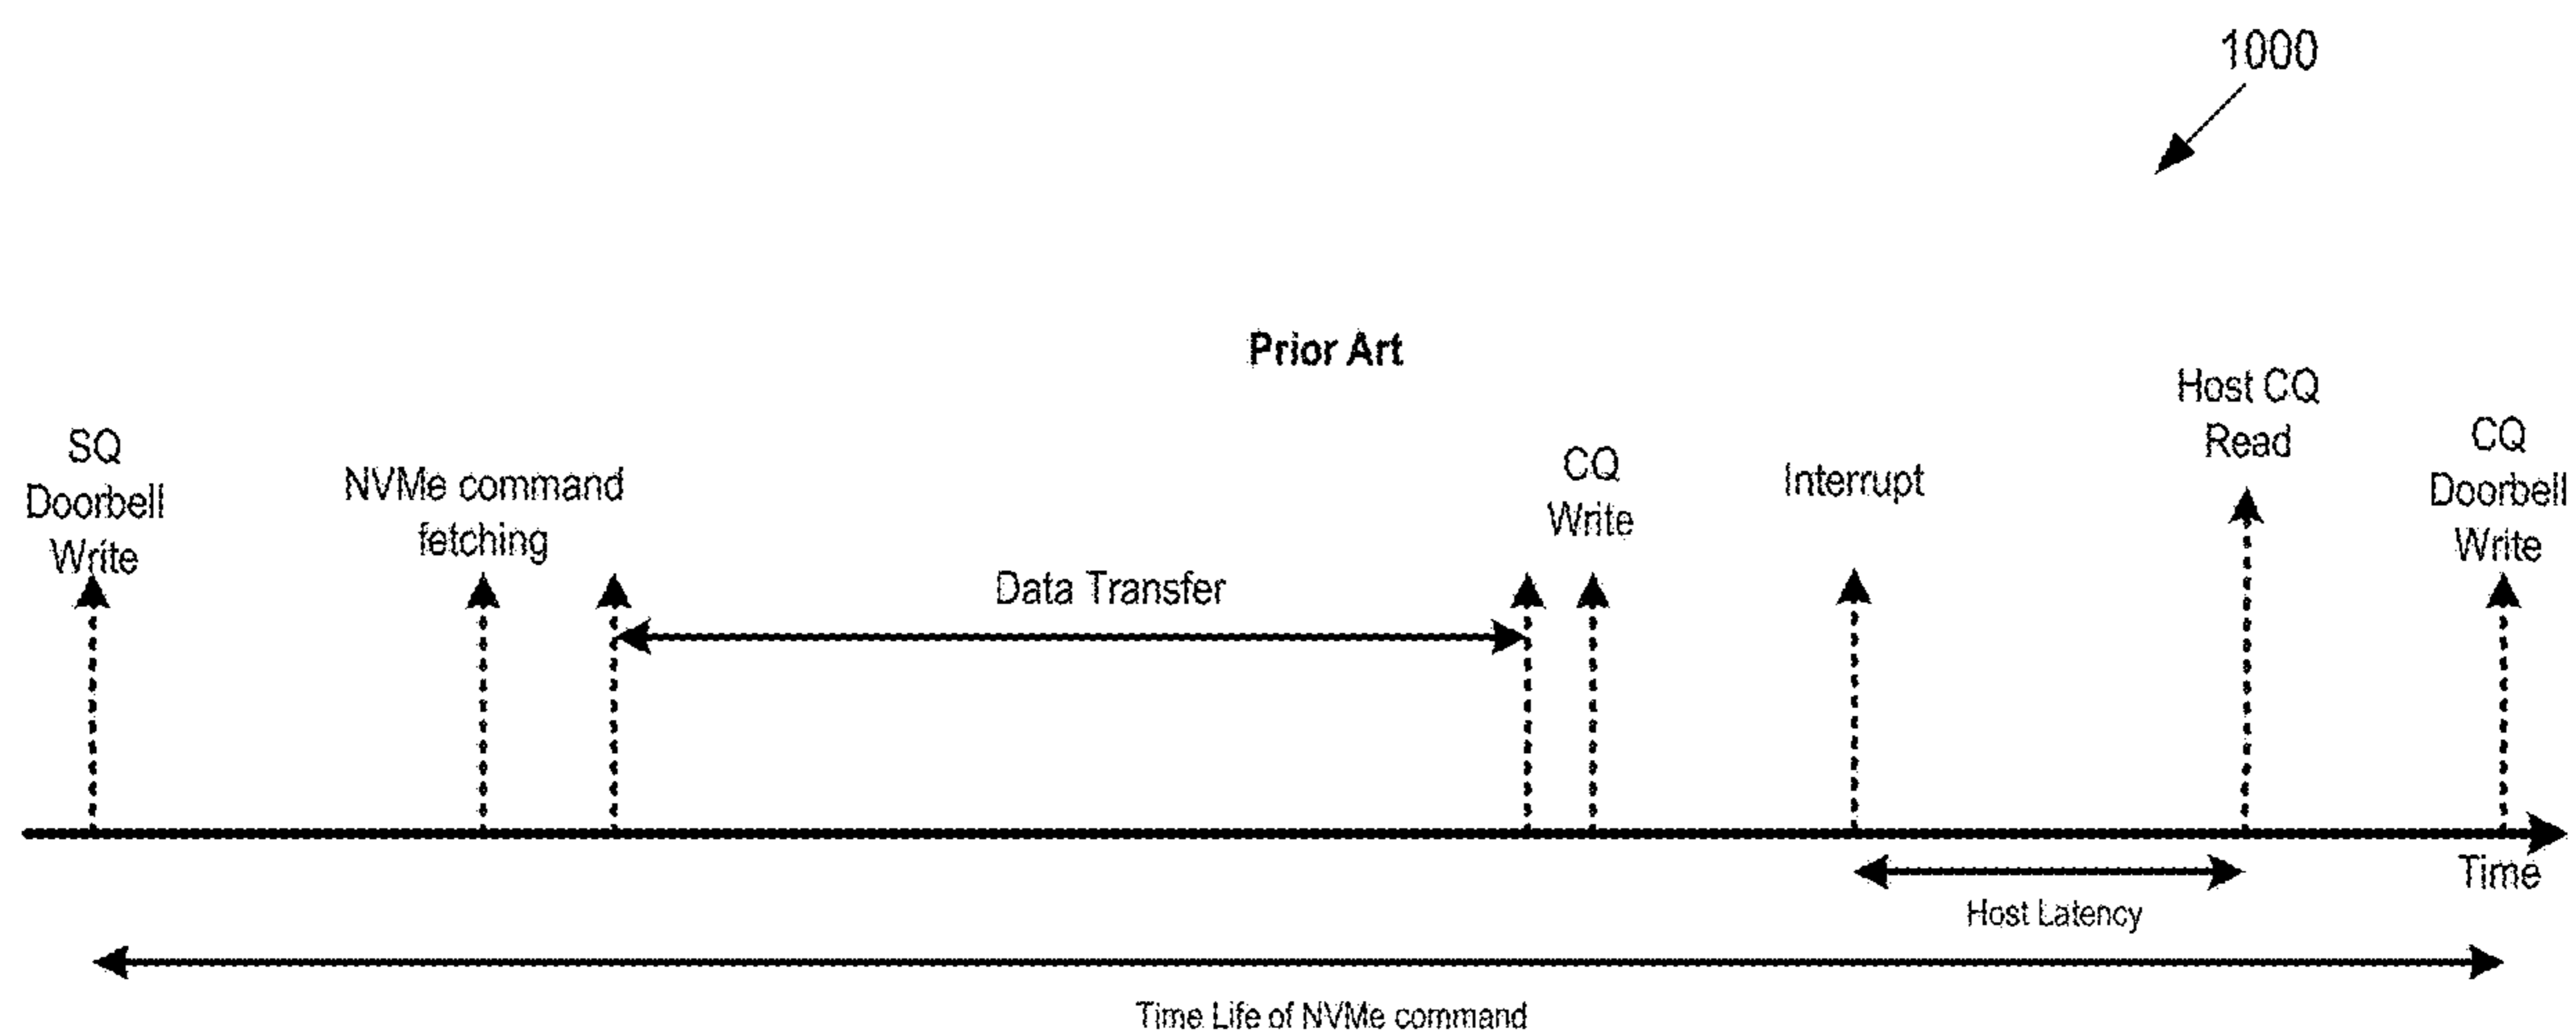 1000
Prior Art
SQ
Doorbell
Write
NVMe command
fetching
Data Transfer
CQ
Write
Interrupt
Host CQ
Read
CQ
Doorbell
Write
Time
Host Latency
Time Life of NVMe command